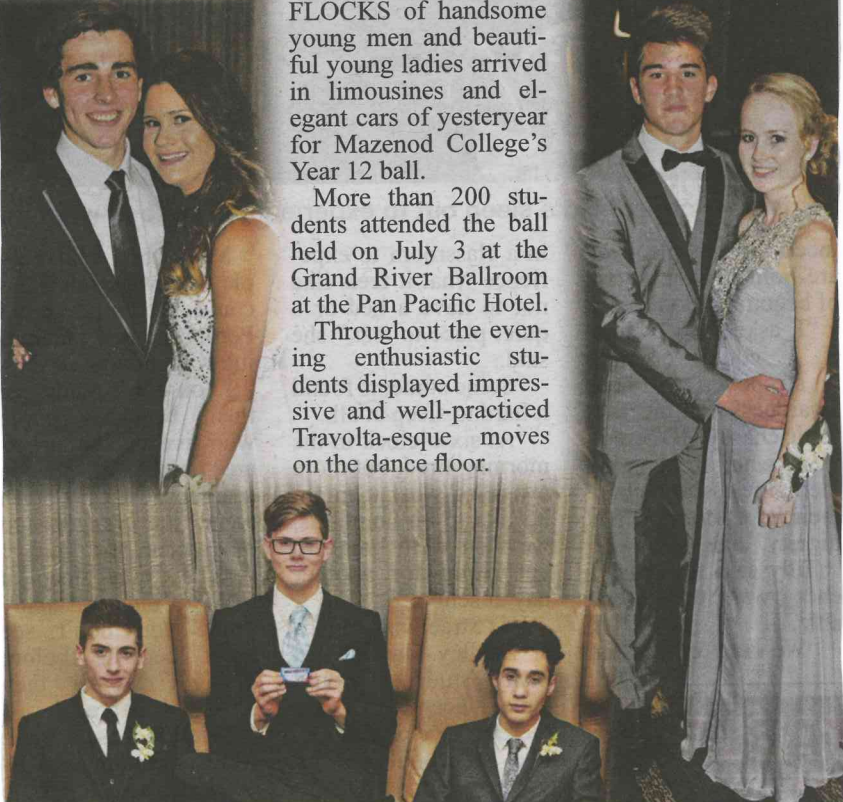 FLOCKS of handsome
young men and beauti-
ful young ladies arrived
in limousines and el-
egant cars of yesteryear
for Mazenod College's
Year 12 ball.
More than 200 stu-
dents attended the ball
held on July 3 at the
Grand River Ballroom
at the Pan Pacific Hotel.
Throughout the even-
ing enthusiastic stu-
dents displayed impres-
sive and well-practiced
Travolta-esque moves
on the dance floor.